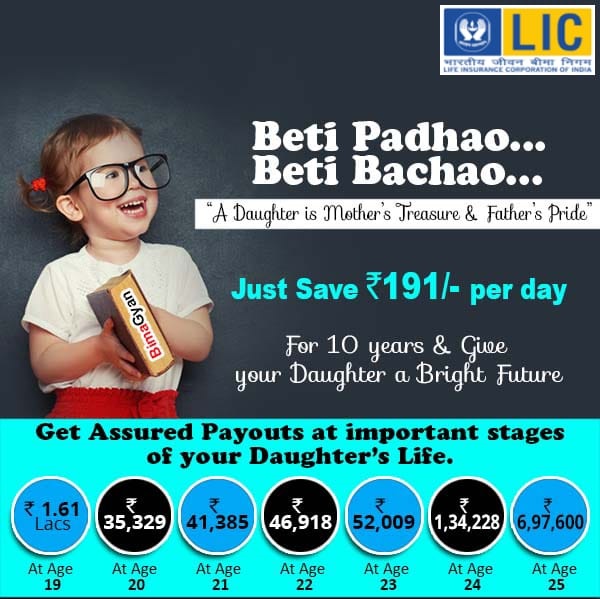 LIC
भारतीय जीवन बीमा निगम
LIFE INSURANCE CORPORATION OF INDIA
Beti Padhao...
Beti Bachao...
“A Daughter is Mother's Treasure & Father's Pride”
Just Save ₹191/- per day
For 10 years & Give
your Daughter a Bright Future
BimaGyan
Get Assured Payouts at important stages
of your Daughter's Life.
₹ 1.61 Lacs
₹ 35,329
₹ 41,385
₹ 46,918
₹ 52,009
₹ 1,34,228
₹ 6,97,600
At Age 19
At Age 20
At Age 21
At Age 22
At Age 23
At Age 24
At Age 25